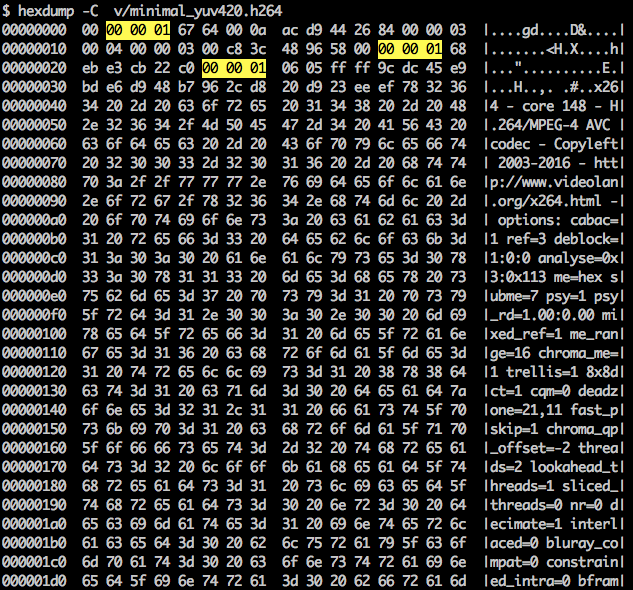 $ hexdump -C  v/minimal_yuv420.h264
00000000  00 00 00 01 67 64 00 0a  ac d9 44 26 84 00 00 03  |....gd....D&....|
00000010  00 04 00 00 03 00 c8 3c  48 96 58 00 00 00 01 68  |.......<H.X....h|
00000020  eb e3 cb 22 c0 00 00 01  06 05 ff ff 9c dc 45 e9  |..."..........E.|
00000030  bd e6 d9 48 b7 96 2c d8  20 d9 23 ee ef 78 32 36  |...H..,. .#..x26|
00000040  34 20 2d 20 63 6f 72 65  20 31 34 38 20 2d 20 48  |4 - core 148 - H|
00000050  2e 32 36 34 2f 4d 50 45  47 2d 34 20 41 56 43 20  |.264/MPEG-4 AVC |
00000060  63 6f 64 65 63 20 2d 20  43 6f 70 79 6c 65 66 74  |codec - Copyleft|
00000070  20 32 30 30 33 2d 32 30  31 36 20 2d 20 68 74 74  | 2003-2016 - htt|
00000080  70 3a 2f 2f 77 77 77 2e  76 69 64 65 6f 6c 61 6e  |p://www.videolan|
00000090  2e 6f 72 67 2f 78 32 36  34 2e 68 74 6d 6c 20 2d  |.org/x264.html -|
000000a0  20 6f 70 74 69 6f 6e 73  3a 20 63 61 62 61 63 3d  | options: cabac=|
000000b0  31 20 72 65 66 3d 33 20  64 65 62 6c 6f 63 6b 3d  |1 ref=3 deblock=|
000000c0  31 3a 30 3a 30 20 61 6e  61 6c 79 73 65 3d 30 78  |1:0:0 analyse=0x|
000000d0  33 3a 30 78 31 31 33 20  6d 65 3d 68 65 78 20 73  |3:0x113 me=hex s|
000000e0  75 62 6d 65 3d 37 20 70  73 79 3d 31 20 70 73 79  |ubme=7 psy=1 psy|
000000f0  5f 72 64 3d 31 2e 30 30  3a 30 2e 30 30 20 6d 69  |_rd=1.00:0.00 mi|
00000100  78 65 64 5f 72 65 66 3d  31 20 6d 65 5f 72 61 6e  |xed_ref=1 me_ran|
00000110  67 65 3d 31 36 20 63 68  72 6f 6d 61 5f 6d 65 3d  |ge=16 chroma_me=|
00000120  31 20 74 72 65 6c 6c 69  73 3d 31 20 38 78 38 64  |1 trellis=1 8x8d|
00000130  63 74 3d 31 20 63 71 6d  3d 30 20 64 65 61 64 7a  |ct=1 cqm=0 deadz|
00000140  6f 6e 65 3d 32 31 2c 31  31 20 66 61 73 74 5f 70  |one=21,11 fast_p|
00000150  73 6b 69 70 3d 31 20 63  68 72 6f 6d 61 5f 71 70  |skip=1 chroma_qp|
00000160  5f 6f 66 66 73 65 74 3d  2d 32 20 74 68 72 65 61  |_offset=-2 threa|
00000170  64 73 3d 32 20 6c 6f 6f  6b 61 68 65 61 64 5f 74  |ds=2 lookahead_t|
00000180  68 72 65 61 64 73 3d 31  20 73 6c 69 63 65 64 5f  |hreads=1 sliced_|
00000190  74 68 72 65 61 64 73 3d  30 20 6e 72 3d 30 20 64  |threads=0 nr=0 d|
000001a0  65 63 69 6d 61 74 65 3d  31 20 69 6e 74 65 72 6c  |ecimate=1 interl|
000001b0  61 63 65 64 3d 30 20 62  6c 75 72 61 79 5f 63 6f  |aced=0 bluray_co|
000001c0  6d 70 61 74 3d 30 20 63  6f 6e 73 74 72 61 69 6e  |mpat=0 constrain|
000001d0  65 64 5f 69 6e 74 72 61  3d 30 20 62 66 72 61 6d  |ed_intra=0 bfram|